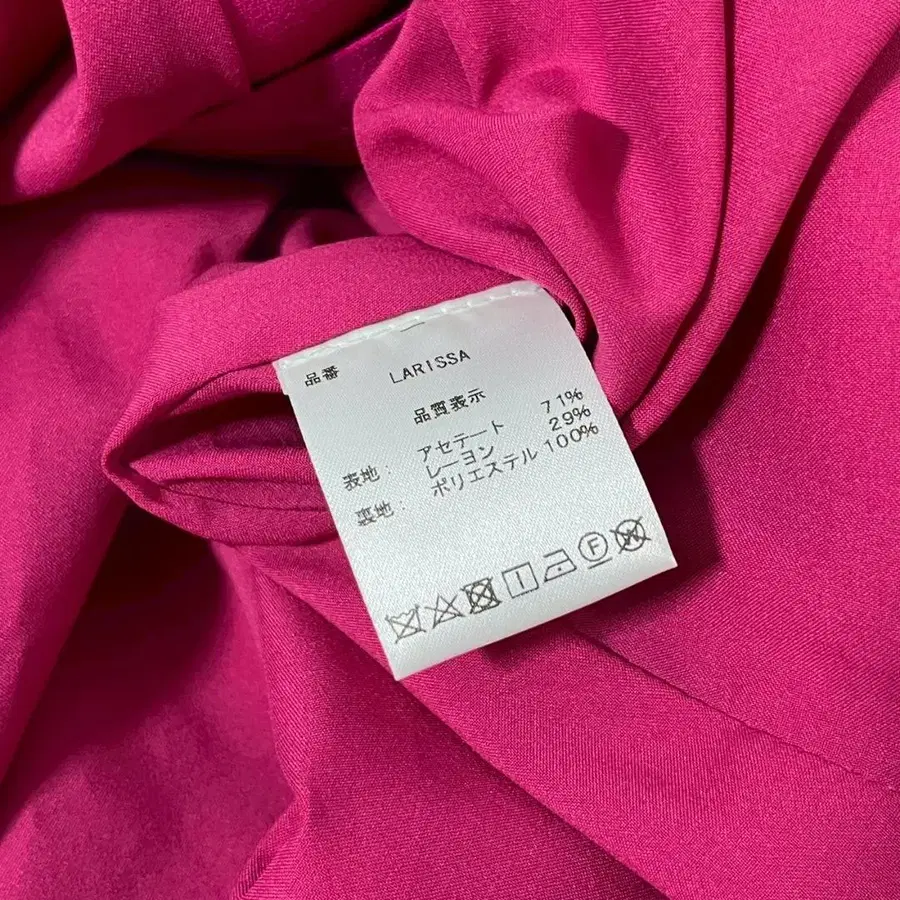 品番 LARISSA
品質表示
表地: アセテート 71%
レーヨン 29%
裏地: ポリエステル 100%
F
W